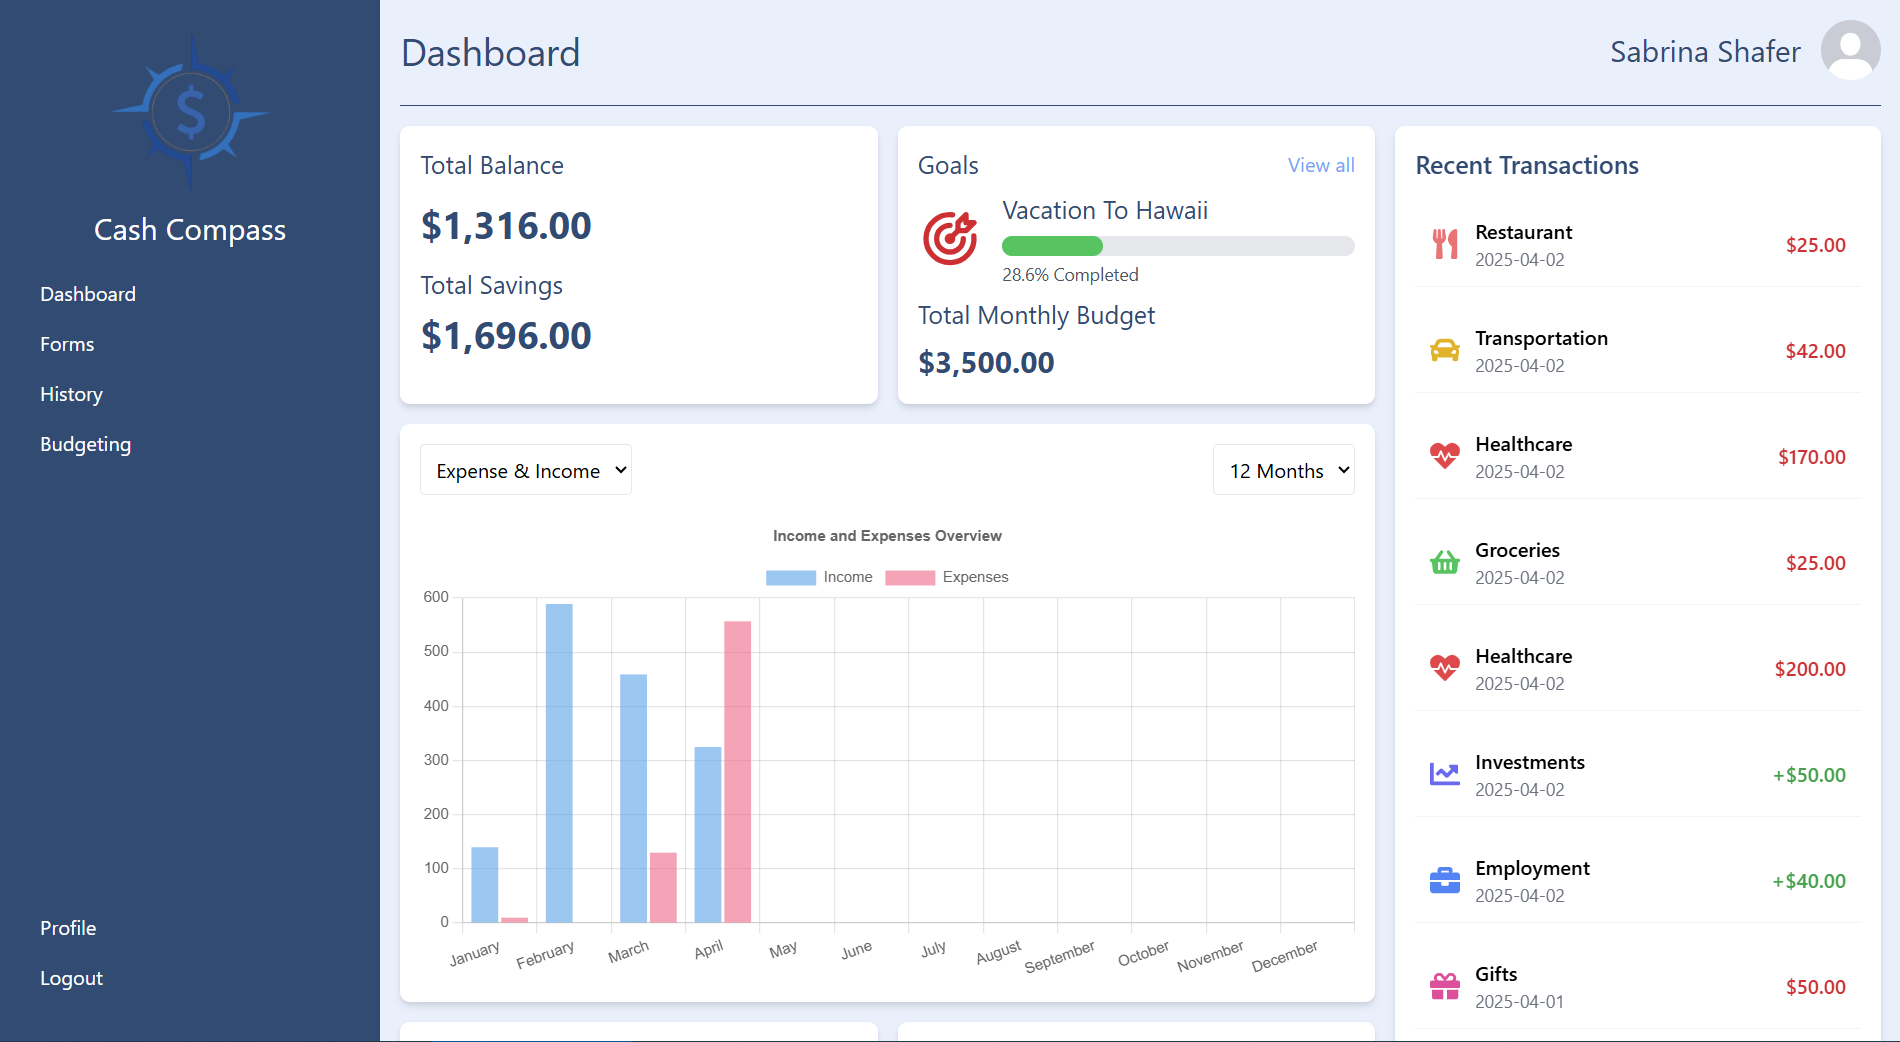 $
Cash Compass
Dashboard
Forms
History
Budgeting
Profile
Logout
Dashboard
Sabrina Shafer
Total Balance
$1,316.00
Total Savings
$1,696.00
Goals
View all
Vacation To Hawaii
28.6% Completed
Total Monthly Budget
$3,500.00
Expense & Income
12 Months
Income and Expenses Overview
Income Expenses
600
500
400
300
200
100
0
January February March April May June July August September October November December
Recent Transactions
Restaurant
2025-04-02
$25.00
Transportation
2025-04-02
$42.00
Healthcare
2025-04-02
$170.00
Groceries
2025-04-02
$25.00
Healthcare
2025-04-02
$200.00
Investments
2025-04-02
+$50.00
Employment
2025-04-02
+$40.00
Gifts
2025-04-01
$50.00